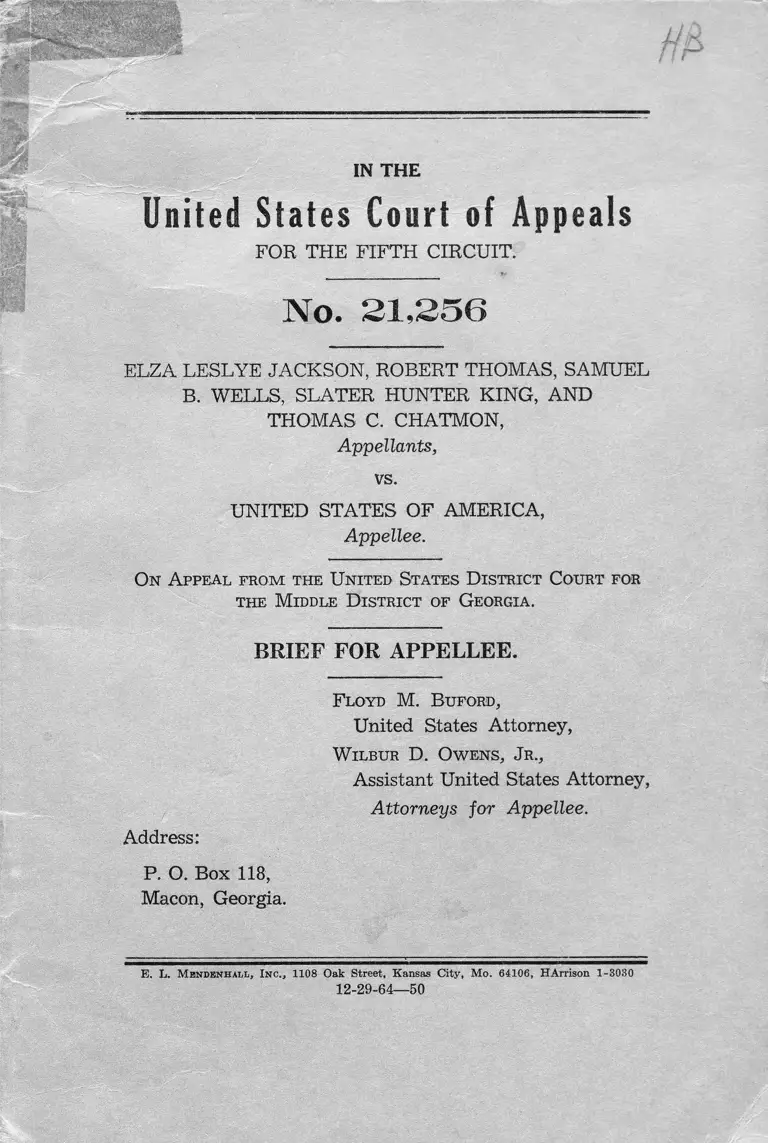 HB
IN THE
United States Court of Appeals
FOR THE FIFTH CIRCUIT.
No. 21,256
ELZA LESLYE JACKSON, ROBERT THOMAS, SAMUEL
B. WELLS, SLATER HUNTER KING, AND
THOMAS C. CHATMON,
Appellants,
vs.
UNITED STATES OF AMERICA,
Appellee.
ON APPEAL FROM THE UNITED STATES DISTRICT COURT FOR
THE MIDDLE DISTRICT OF GEORGIA.
BRIEF FOR APPELLEE.
FLOYD M. BUFORD,
United States Attorney,
WILBUR D. OWENS, JR.,
Assistant United States Attorney,
Attorneys for Appellee.
Address:
P. O. Box 118,
Macon, Georgia.
E. L. MENDENHALL, INC., 1108 Oak Street, Kansas City, Mo. 64106, HArrison 1-3030
12-29-64—50